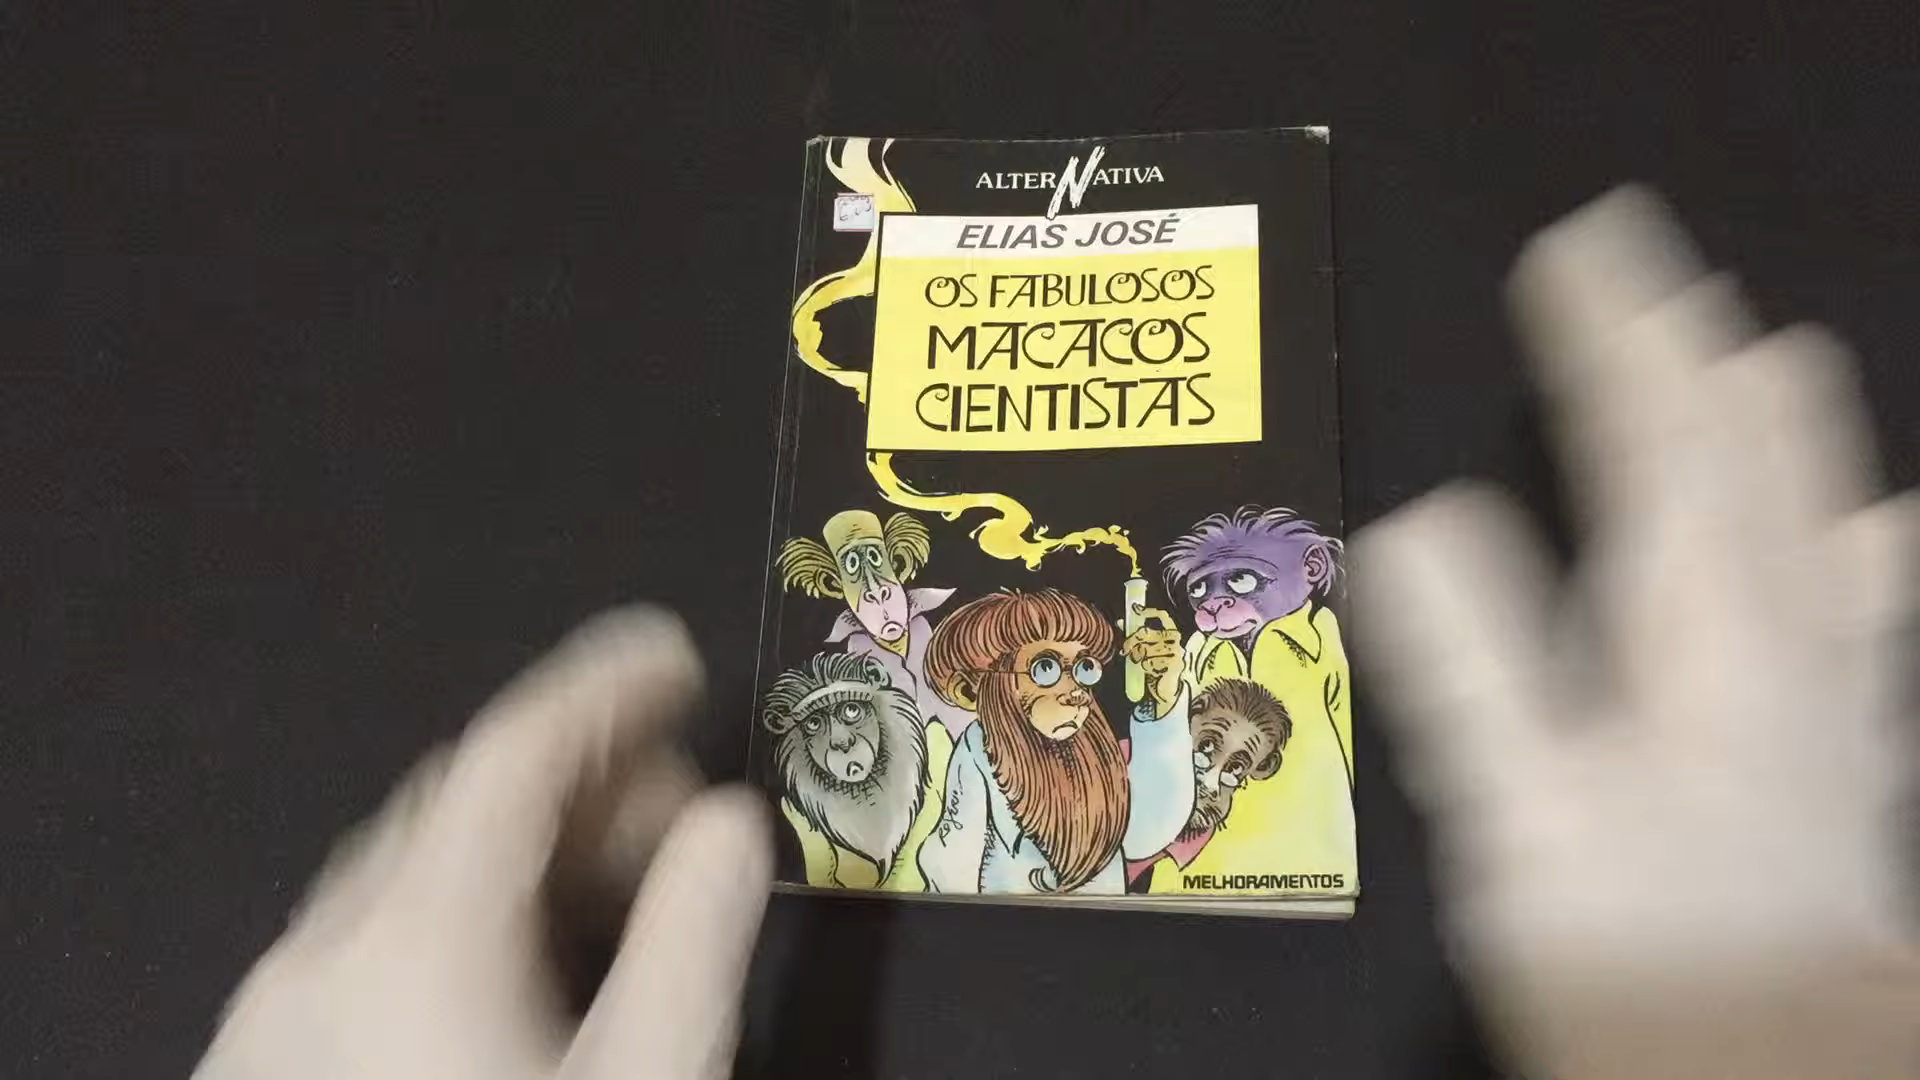 ALTERNATIVA
ELIAS JOSÉ
OS FABULOSOS
MACACOS
CIENTISTAS
MELHORAMENTOS